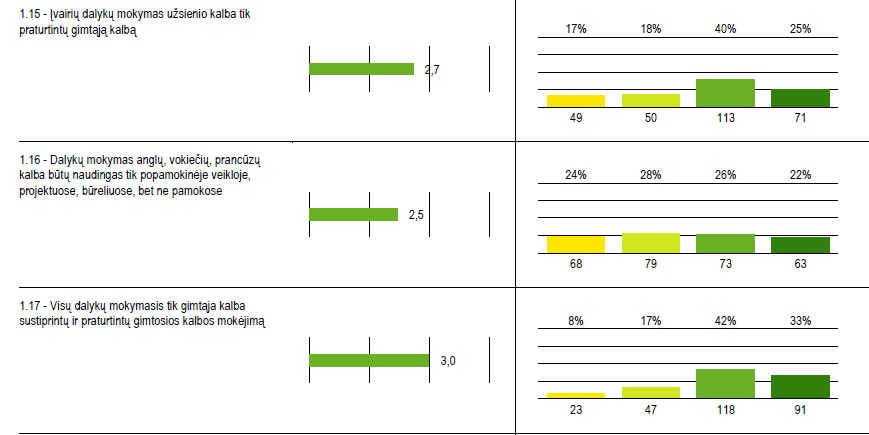 1.15 - Įvairių dalykų mokymas užsienio kalba tik
praturtintų gimtąją kalbą
2,7
17% 18% 40% 25%
49 50 113 71
1.16 - Dalykų mokymas anglų, vokiečių, prancūzų
kalba būtų naudingas tik popamokinėje veikloje,
projektuose, būreliuose, bet ne pamokose
2,5
24% 28% 26% 22%
68 79 73 63
1.17 - Visų dalykų mokymasis tik gimtąja kalba
sustiprintų ir praturtintų gimtosios kalbos mokėjimą
3,0
8% 17% 42% 33%
23 47 118 91